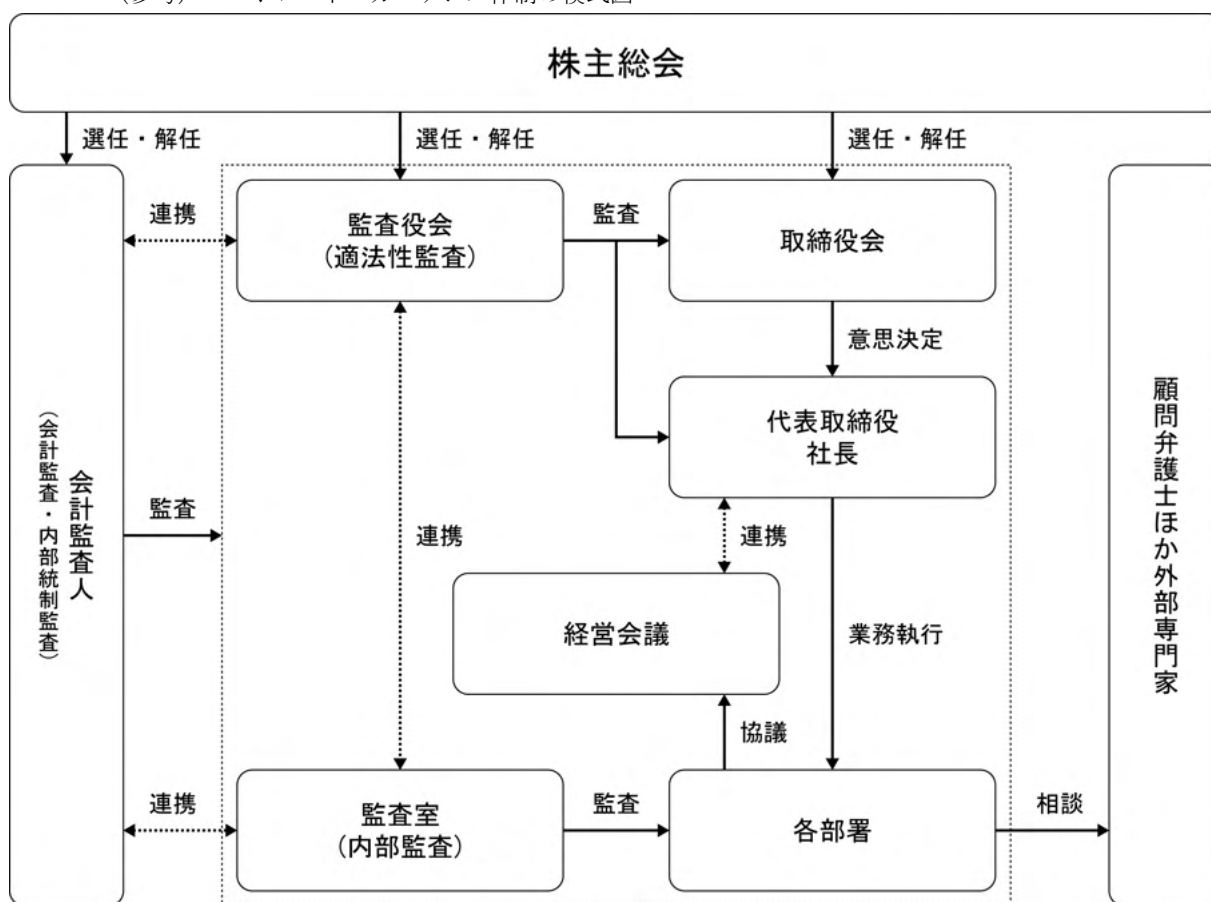 株主総会
選任・解任
選任・解任
選任・解任
連携
監査役会
(適法性監査)
監査
取締役会
意思決定
代表取締役
社長
会計監査人
(会計監査・内部統制監査)
監査
連携
連携
経営会議
業務執行
協議
連携
監査室
(内部監査)
監査
各部署
相談
顧問弁護士ほか外部専門家